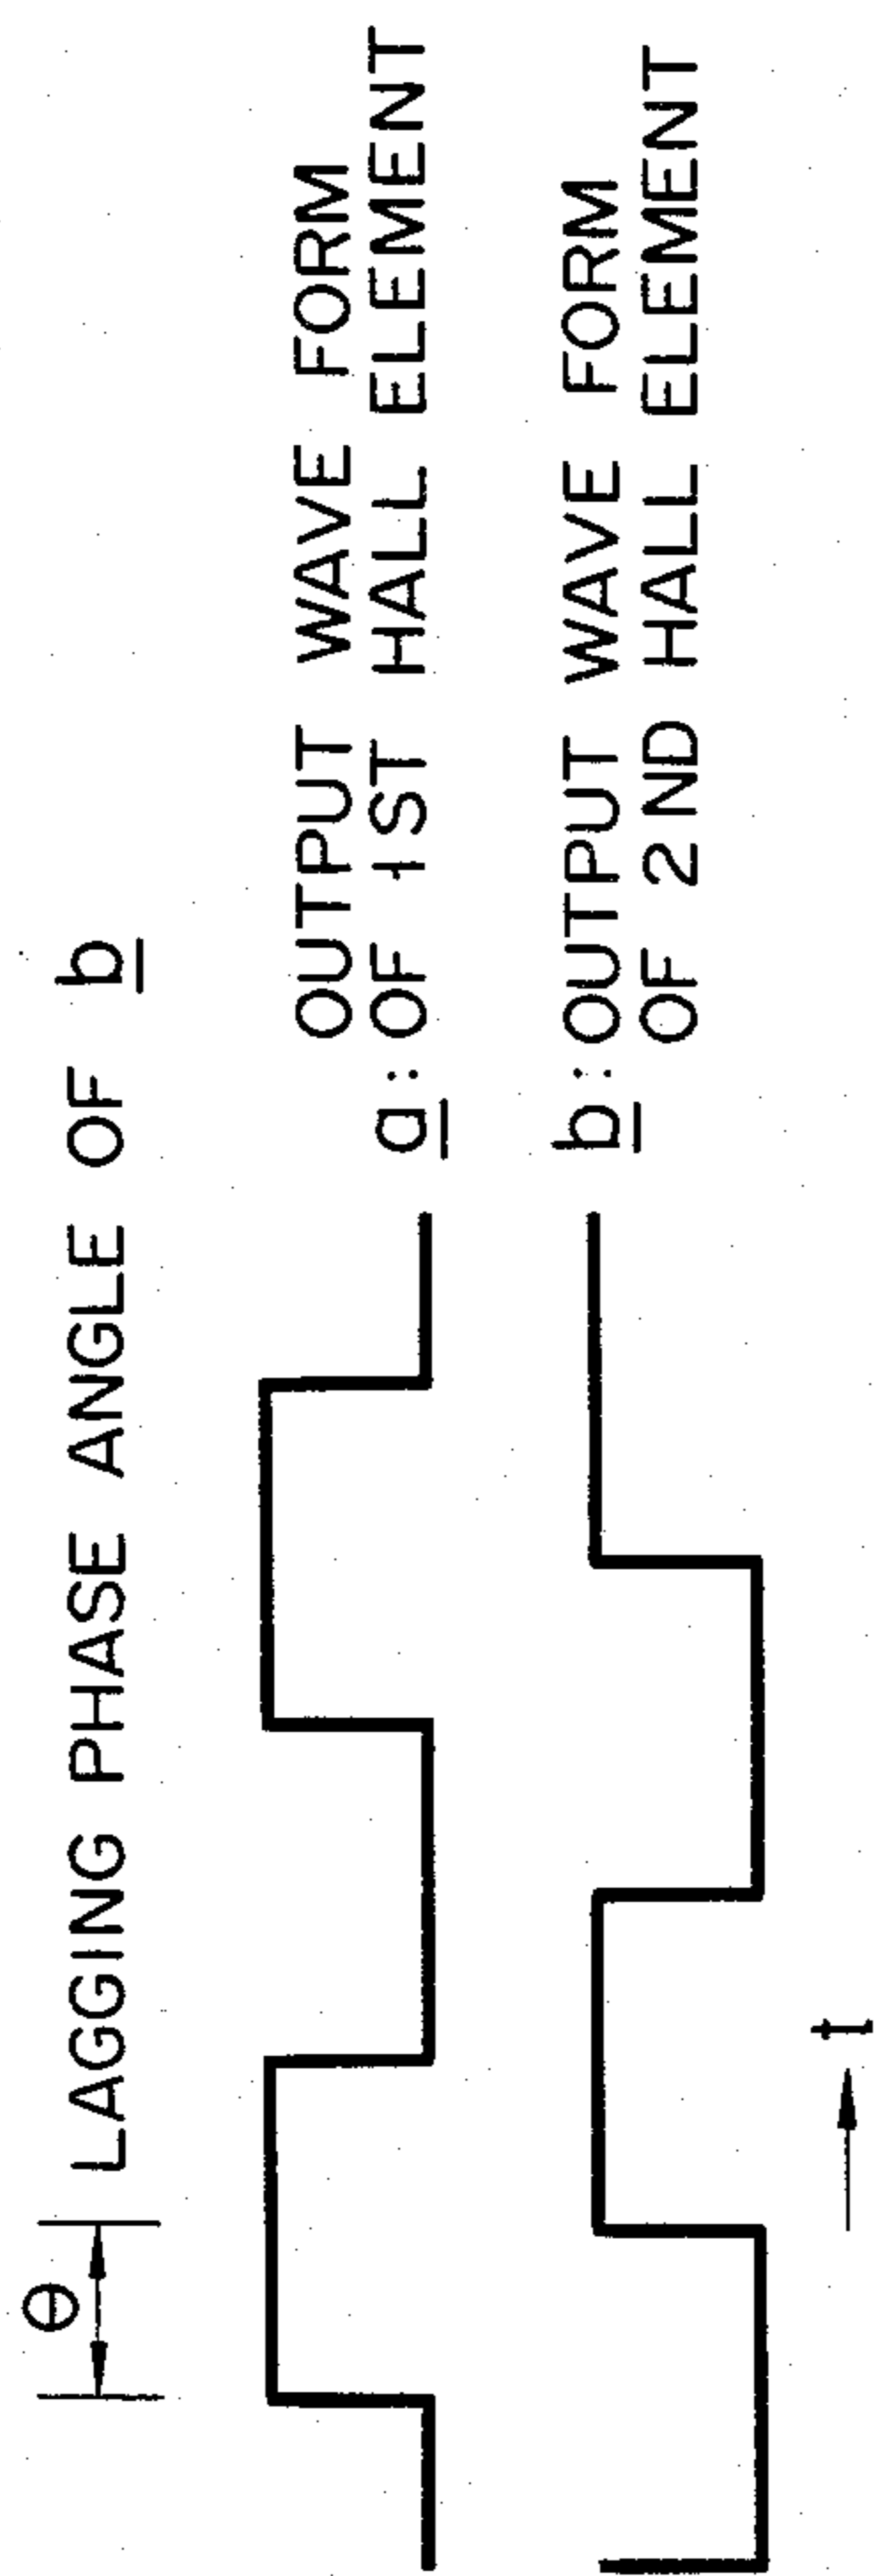 θ LAGGING PHASE ANGLE OF b
OUTPUT WAVE FORM
a : OF 1ST HALL ELEMENT
b : OUTPUT WAVE FORM
OF 2ND HALL ELEMENT
t